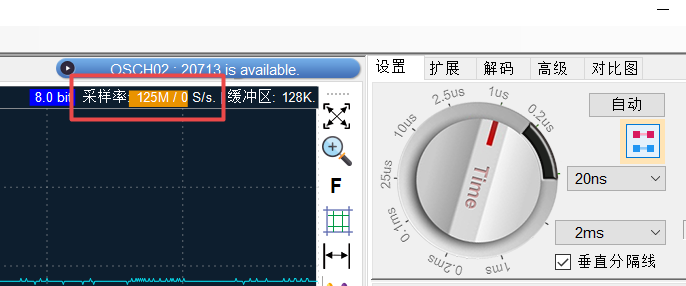 OSCH02 : 20713 is available.
设置 扩展 解码 高级 对比图
8.0 bit 采样率: 125M / 0 S/s. 缓冲区: 128K.
自动
F
20ns
2ms
垂直分隔线
Time
25us
10us
2.5us
1us
0.2us
0.1ms
0.2ms
1ms